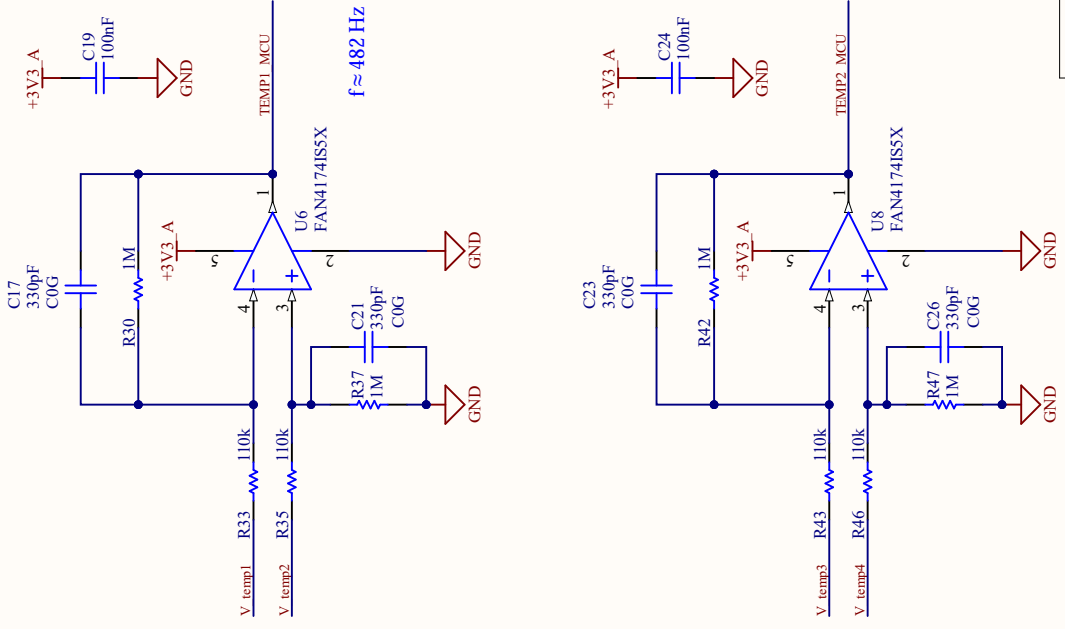 +3V3_A
C19
100nF
GND
TEMP1_MCU
f ≈ 482 Hz
C17
330pF
C0G
R30
1M
+3V3_A
5
1
U6
FAN4174IS5X
2
GND
4
3
C21
330pF
C0G
R37
1M
GND
R33
110k
R35
110k
V_temp1
V_temp2
+3V3_A
C24
100nF
GND
TEMP2_MCU
C23
330pF
C0G
R42
1M
+3V3_A
5
1
U8
FAN4174IS5X
2
GND
4
3
C26
330pF
C0G
R47
1M
GND
R43
110k
R46
110k
V_temp3
V_temp4